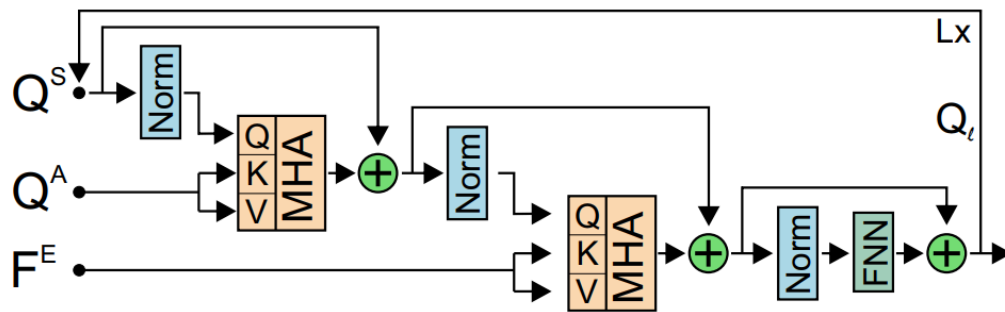 Lx
Q^S
Norm
Q^A
Q
K
V
MHA
Norm
Q_ℓ
F^E
Q
K
V
MHA
Norm
FNN